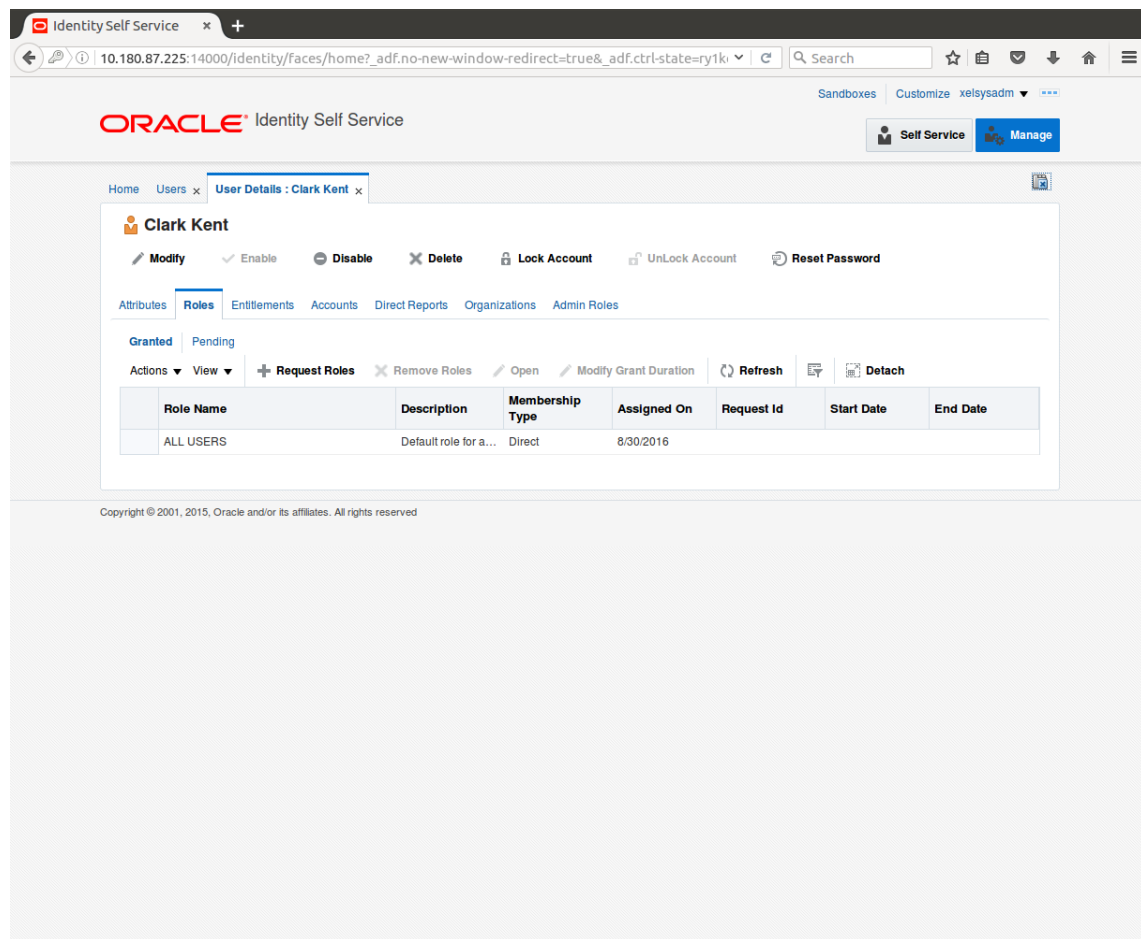 Identity Self Service × +
10.180.87.225:14000/identity/faces/home?_adf.no-new-window-redirect=true&_adf.ctrl-state=ry1k Search
Sandboxes Customize xelsysadm
ORACLE Identity Self Service
Self Service Manage
Home Users × User Details : Clark Kent ×
Clark Kent
Modify Enable Disable Delete Lock Account UnLock Account Reset Password
Attributes Roles Entitlements Accounts Direct Reports Organizations Admin Roles
Granted Pending
Actions View Request Roles Remove Roles Open Modify Grant Duration Refresh Detach
Role Name Description Membership Type Assigned On Request Id Start Date End Date
ALL USERS Default role for a... Direct 8/30/2016
Copyright © 2001, 2015, Oracle and/or its affiliates. All rights reserved